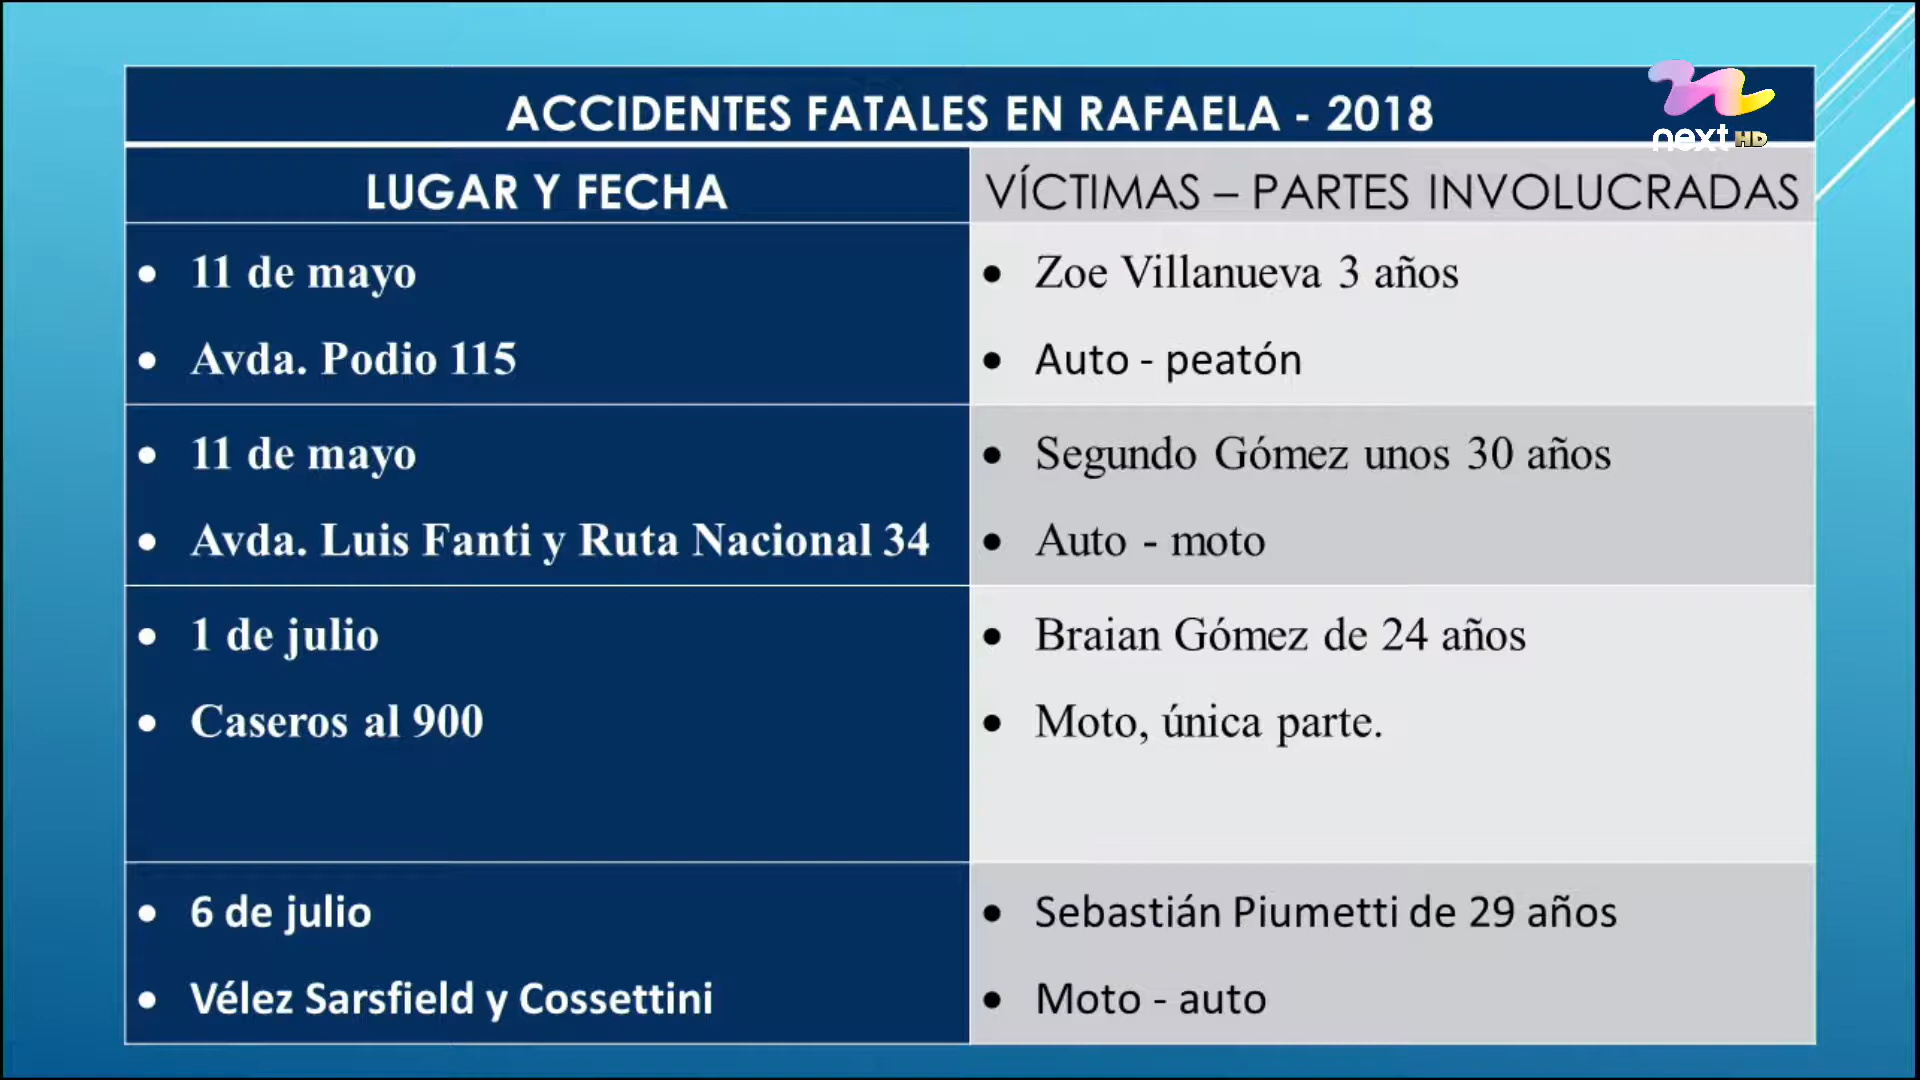 ACCIDENTES FATALES EN RAFAELA - 2018
next HD
LUGAR Y FECHA
VÍCTIMAS – PARTES INVOLUCRADAS
• 11 de mayo
• Avda. Podio 115
• Zoe Villanueva 3 años
• Auto - peatón
• 11 de mayo
• Avda. Luis Fanti y Ruta Nacional 34
• Segundo Gómez unos 30 años
• Auto - moto
• 1 de julio
• Caseros al 900
• Braian Gómez de 24 años
• Moto, única parte.
• 6 de julio
• Vélez Sarsfield y Cossettini
• Sebastián Piumetti de 29 años
• Moto - auto